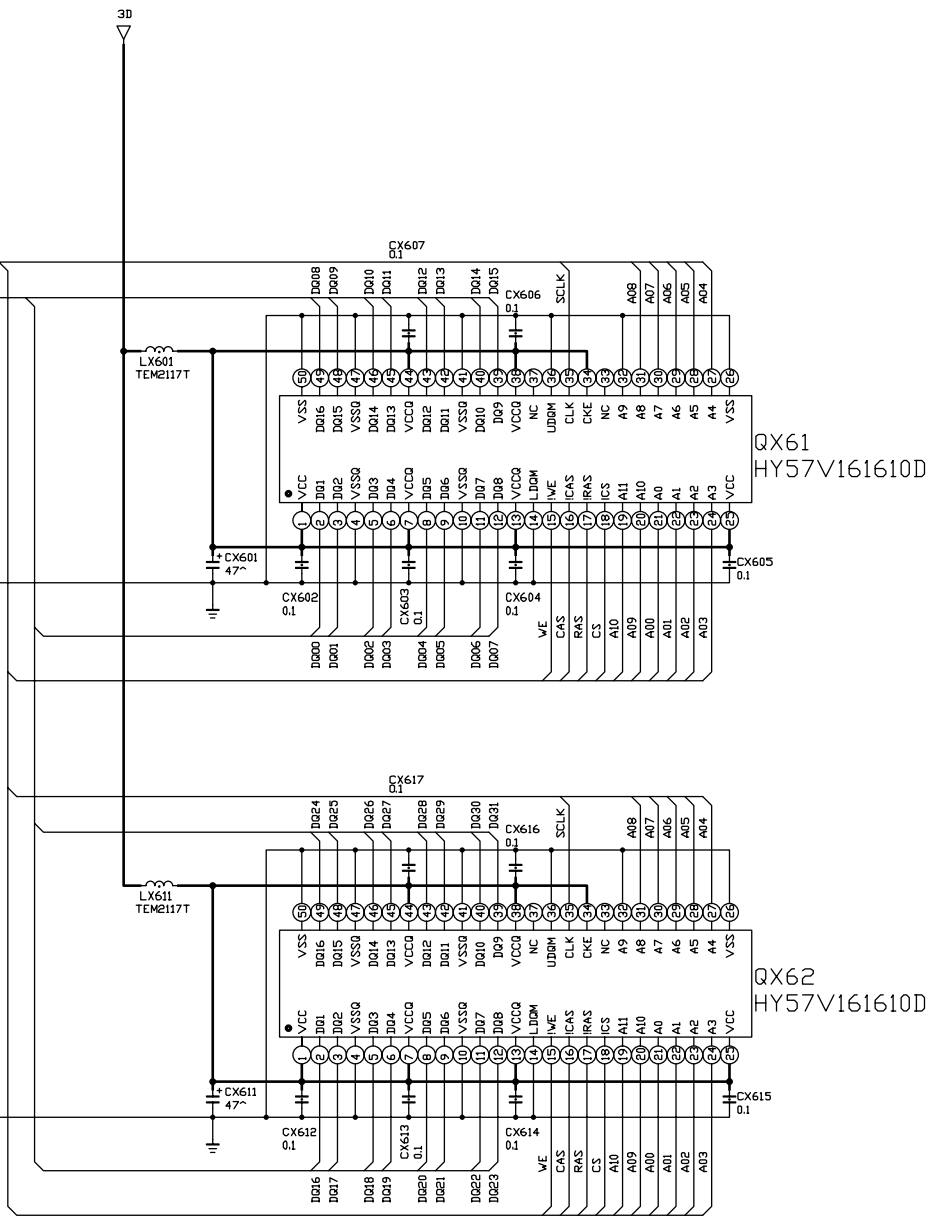 3D
CX607
0.1
DQ08 DQ09 DQ10 DQ11 DQ12 DQ13 DQ14 DQ15
CX606
0.1
SCLK A08 A07 A06 A05 A04
LX601
TEM2117T
50 49 48 47 46 45 44 43 42 41 40 39 38 37 36 35 34 33 32 31 30 29 28 27 26
VSS DQ16 DQ15 VSSQ DQ14 DQ13 VCCQ DQ12 DQ11 VSSQ DQ10 DQ9 VCCQ NC UDQM CLK CKE NC A9 A8 A7 A6 A5 A4 VSS
QX61
HY57V161610D
VCC DQ1 DQ2 VSSQ DQ3 DQ4 VCCQ DQ5 DQ6 VSSQ DQ7 DQ8 VCCQ LDQM !WE !CAS !RAS !CS A11 A10 A0 A1 A2 A3 VCC
1 2 3 4 5 6 7 8 9 10 11 12 13 14 15 16 17 18 19 20 21 22 23 24 25
+ CX601
47^
CX602
0.1
CX603
0.1
CX604
0.1
CX605
0.1
DQ00 DQ01 DQ02 DQ03 DQ04 DQ05 DQ06 DQ07
WE CAS RAS CS A10 A09 A00 A01 A02 A03
CX617
0.1
DQ24 DQ25 DQ26 DQ27 DQ28 DQ29 DQ30 DQ31
CX616
0.1
SCLK A08 A07 A06 A05 A04
LX611
TEM2117T
50 49 48 47 46 45 44 43 42 41 40 39 38 37 36 35 34 33 32 31 30 29 28 27 26
VSS DQ16 DQ15 VSSQ DQ14 DQ13 VCCQ DQ12 DQ11 VSSQ DQ10 DQ9 VCCQ NC UDQM CLK CKE NC A9 A8 A7 A6 A5 A4 VSS
QX62
HY57V161610D
VCC DQ1 DQ2 VSSQ DQ3 DQ4 VCCQ DQ5 DQ6 VSSQ DQ7 DQ8 VCCQ LDQM !WE !CAS !RAS !CS A11 A10 A0 A1 A2 A3 VCC
1 2 3 4 5 6 7 8 9 10 11 12 13 14 15 16 17 18 19 20 21 22 23 24 25
+ CX611
47^
CX612
0.1
CX613
0.1
CX614
0.1
CX615
0.1
DQ16 DQ17 DQ18 DQ19 DQ20 DQ21 DQ22 DQ23
WE CAS RAS CS A10 A09 A00 A01 A02 A03